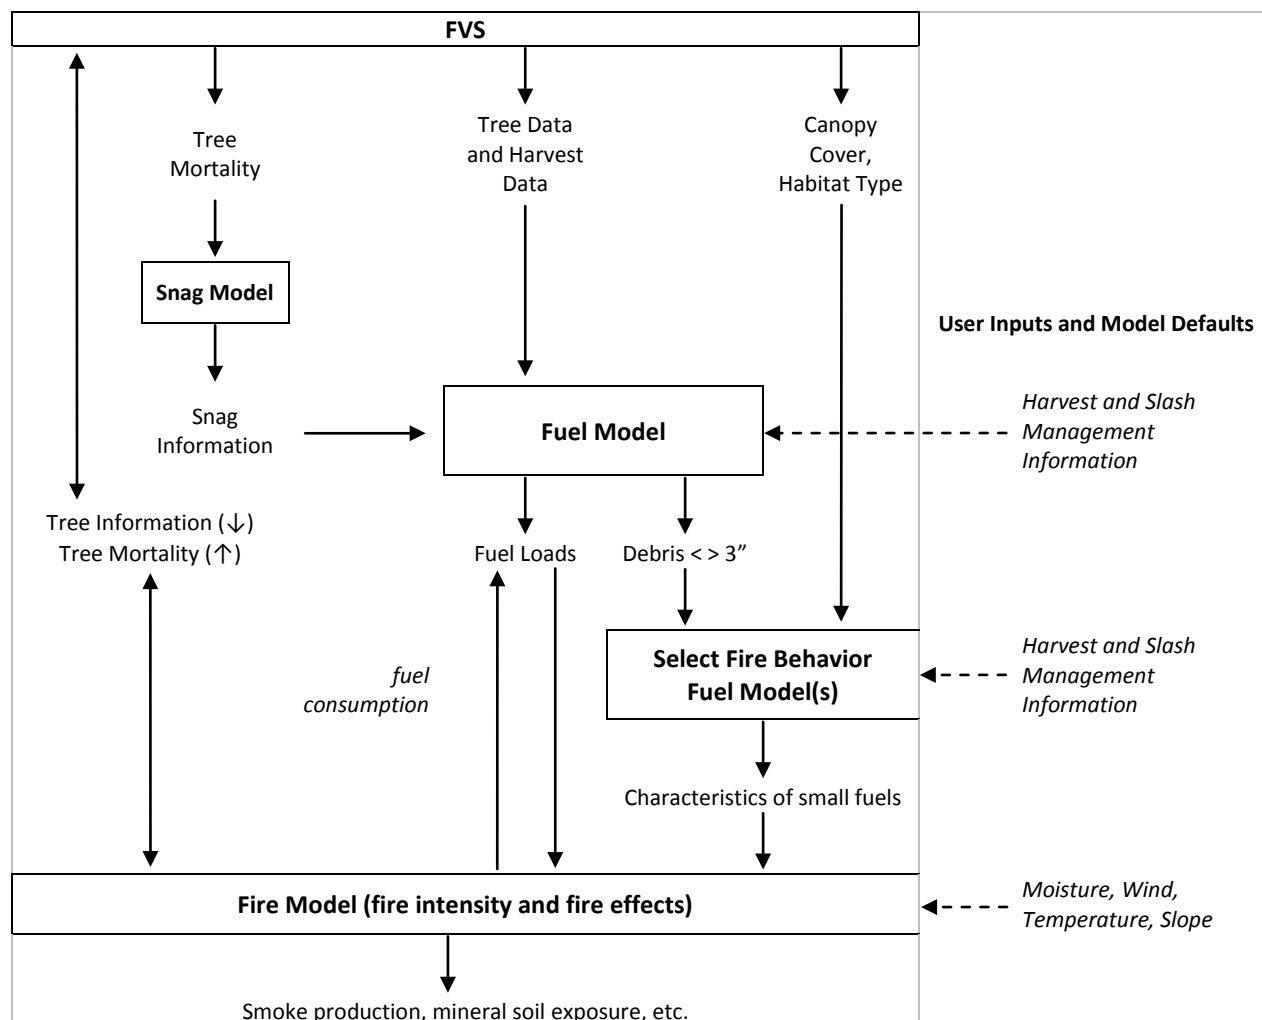 FVS
Tree
Mortality
Tree Data
and Harvest
Data
Canopy
Cover,
Habitat Type
Snag Model
User Inputs and Model Defaults
Snag
Information
Fuel Model
Harvest and Slash
Management
Information
Tree Information (↓)
Tree Mortality (↑)
Fuel Loads
Debris < > 3”
fuel
consumption
Select Fire Behavior
Fuel Model(s)
Harvest and Slash
Management
Information
Characteristics of small fuels
Fire Model (fire intensity and fire effects)
Moisture, Wind,
Temperature, Slope
Smoke production, mineral soil exposure, etc.